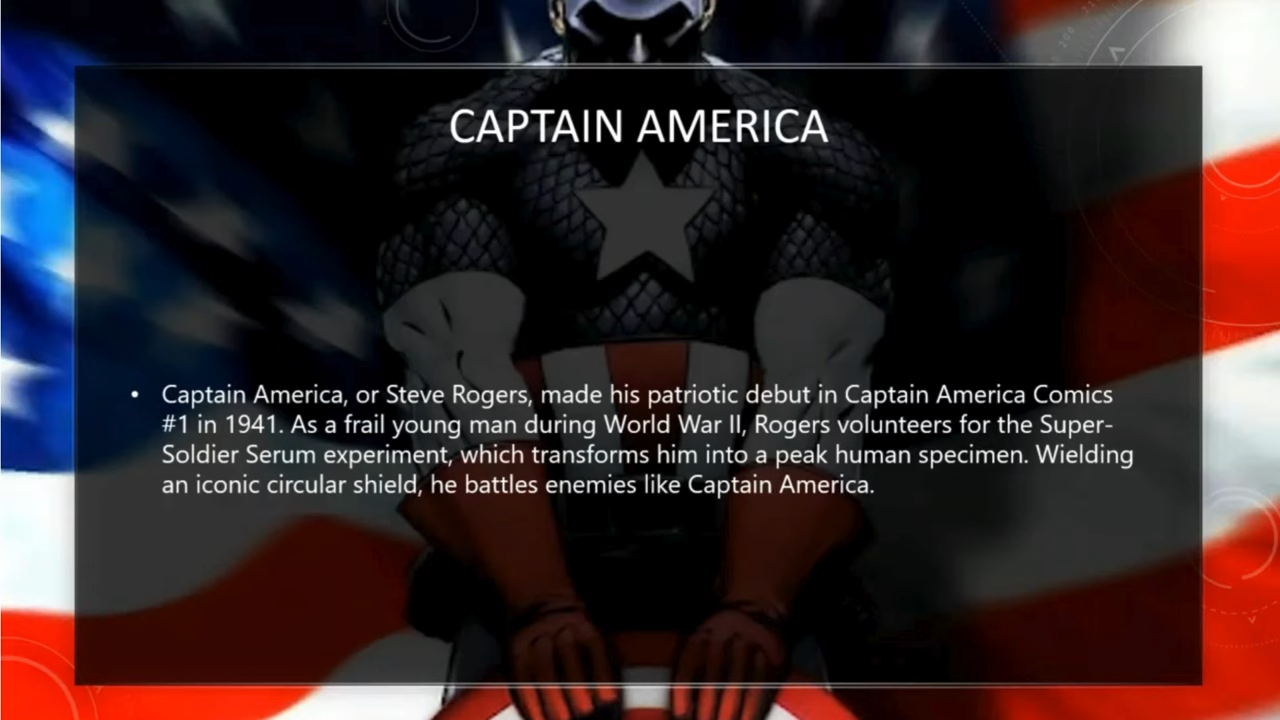 CAPTAIN AMERICA
• Captain America, or Steve Rogers, made his patriotic debut in Captain America Comics
#1 in 1941. As a frail young man during World War II, Rogers volunteers for the Super-
Soldier Serum experiment, which transforms him into a peak human specimen. Wielding
an iconic circular shield, he battles enemies like Captain America.